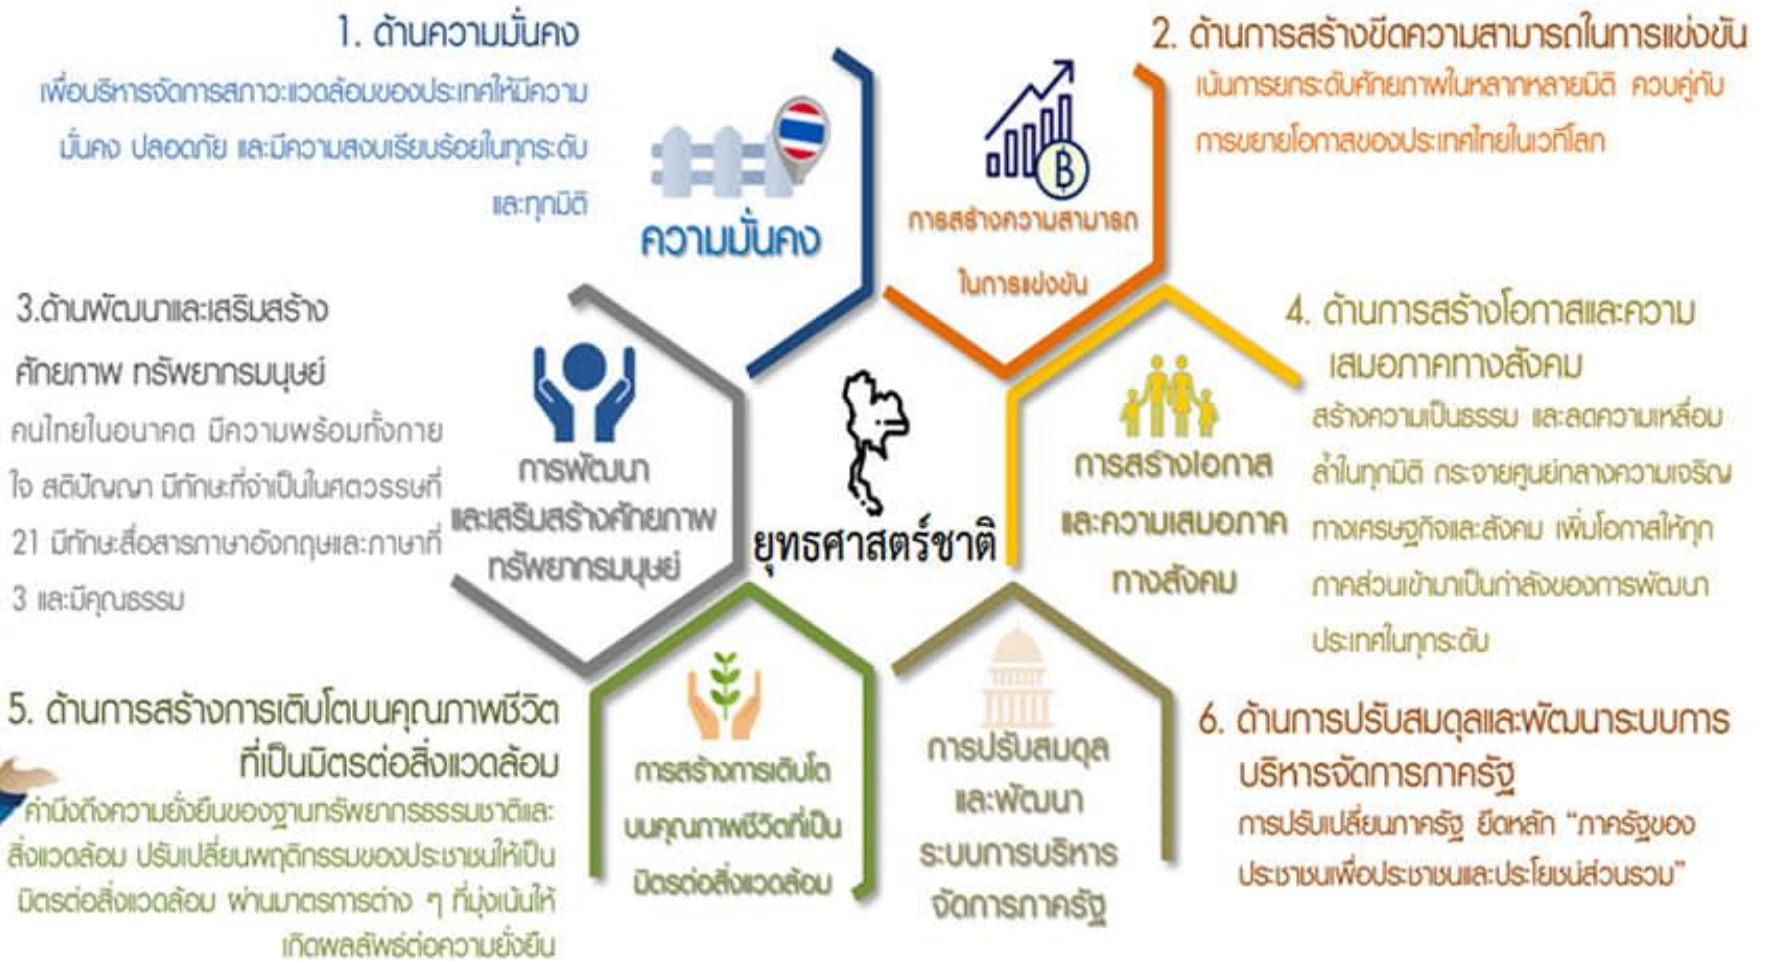 1. ด้านความมั่นคง
เพื่อบริหารจัดการสภาวะแวดล้อมของประเทศให้มีความ
มั่นคง ปลอดภัย และมีความสงบเรียบร้อยในทุกระดับ
และทุกมิติ
ความมั่นคง
การสร้างความสามารถ
ในการแข่งขัน
2. ด้านการสร้างขีดความสามารถในการแข่งขัน
เน้นการยกระดับศักยภาพในหลากหลายมิติ ควบคู่กับ
การขยายโอกาสของประเทศไทยในเวทีโลก
3.ด้านพัฒนาและเสริมสร้าง
ศักยภาพ ทรัพยากรมนุษย์
คนไทยในอนาคต มีความพร้อมทั้งกาย
ใจ สติปัญญา มีทักษะที่จำเป็นในศตวรรษที่
21 มีทักษะสื่อสารภาษาอังกฤษและภาษาที่
3 และมีคุณธรรม
การพัฒนา
และเสริมสร้างศักยภาพ
ทรัพยากรมนุษย์
ยุทธศาสตร์ชาติ
การสร้างโอกาส
และความเสมอภาค
ทางสังคม
4. ด้านการสร้างโอกาสและความ
เสมอภาคทางสังคม
สร้างความเป็นธรรม และลดความเหลื่อม
ล้ำในทุกมิติ กระจายศูนย์กลางความเจริญ
ทางเศรษฐกิจและสังคม เพิ่มโอกาสให้ทุก
ภาคส่วนเข้ามาเป็นกำลังของการพัฒนา
ประเทศในทุกระดับ
5. ด้านการสร้างการเติบโตบนคุณภาพชีวิต
ที่เป็นมิตรต่อสิ่งแวดล้อม
คำนึงถึงความยั่งยืนของฐานทรัพยากรธรรมชาติและ
สิ่งแวดล้อม ปรับเปลี่ยนพฤติกรรมของประชาชนให้เป็น
มิตรต่อสิ่งแวดล้อม ผ่านมาตรการต่าง ๆ ที่มุ่งเน้นให้
เกิดผลลัพธ์ต่อความยั่งยืน
การสร้างการเติบโต
บนคุณภาพชีวิตที่เป็น
มิตรต่อสิ่งแวดล้อม
การปรับสมดุล
และพัฒนา
ระบบการบริหาร
จัดการภาครัฐ
6. ด้านการปรับสมดุลและพัฒนาระบบการ
บริหารจัดการภาครัฐ
การปรับเปลี่ยนภาครัฐ ยึดหลัก “ภาครัฐของ
ประชาชนเพื่อประชาชนและประโยชน์ส่วนรวม”